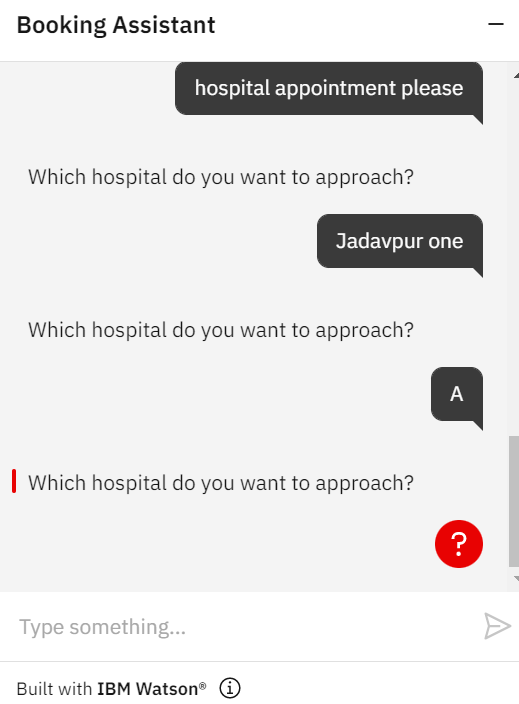 Booking Assistant
hospital appointment please
Which hospital do you want to approach?
Jadavpur one
Which hospital do you want to approach?
A
Which hospital do you want to approach?
?
Type something...
Built with IBM Watson®